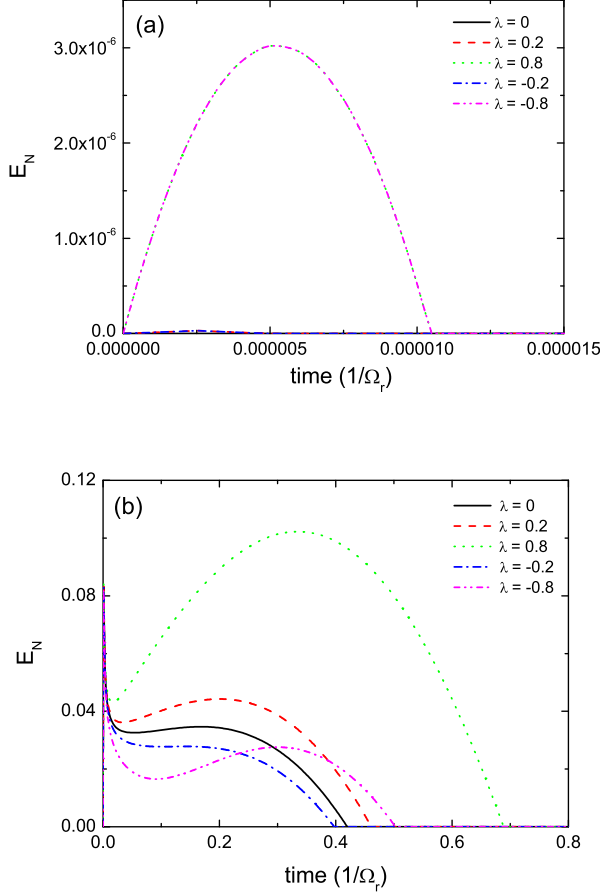 (a)
λ = 0
λ = 0.2
λ = 0.8
λ = -0.2
λ = -0.8
3.0x10⁻⁶
2.0x10⁻⁶
1.0x10⁻⁶
0.0
E_N
0.000000 0.000005 0.000010 0.000015
time (1/Ω_r)
(b)
λ = 0
λ = 0.2
λ = 0.8
λ = -0.2
λ = -0.8
0.12
0.08
0.04
0.00
E_N
0.0 0.2 0.4 0.6 0.8
time (1/Ω_r)